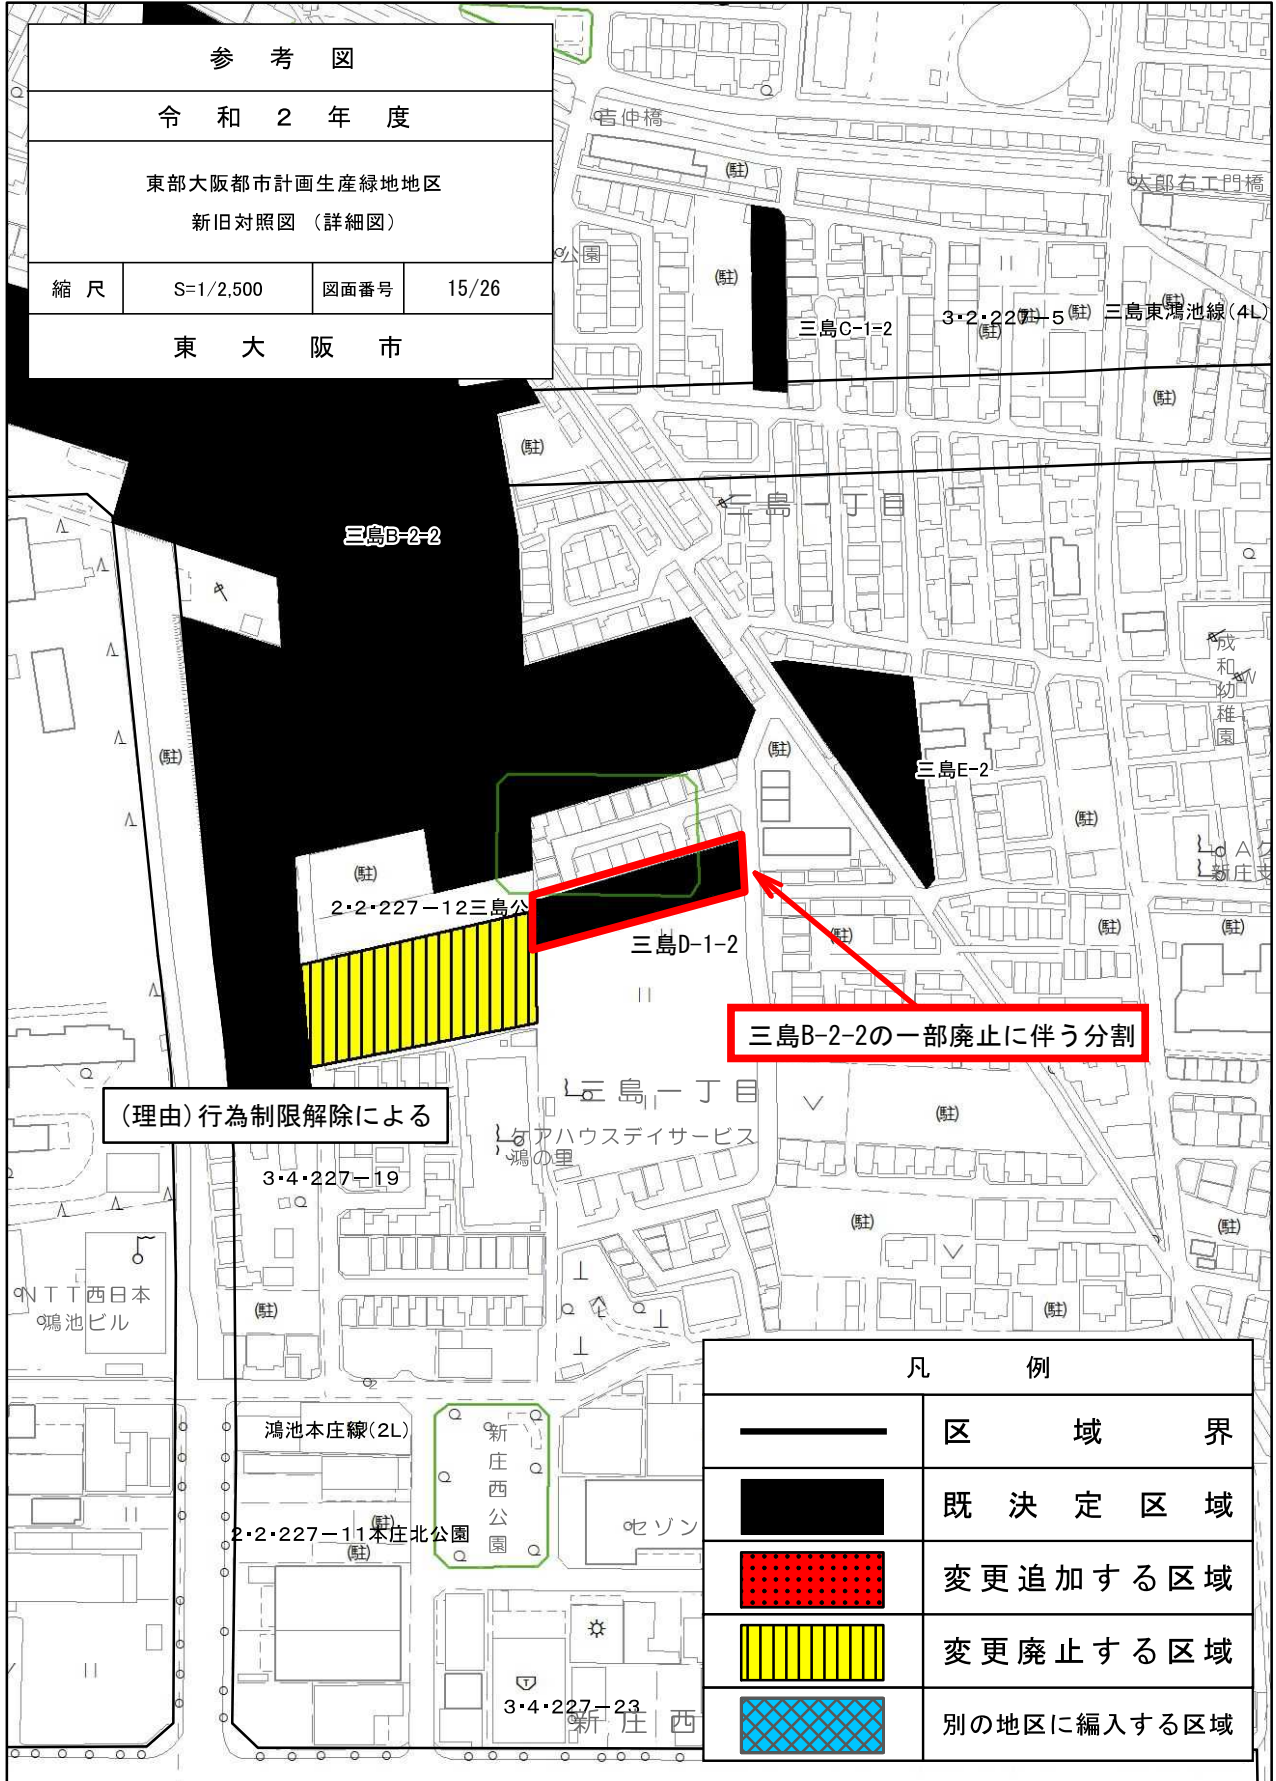 参考図
令和2年度
東部大阪都市計画生産緑地地区
新旧対照図 (詳細図)
縮尺 S=1/2,500 図面番号 15/26
東大阪市
吉仲橋
(駐)
太郎右エ門橋
公園
(駐)
三島C-1-2
3・2・227-5
(駐)
(駐)
(駐)
三島東鴻池線(4L)
(駐)
(駐)
(駐)
三島一丁目
三島B-2-2
成和幼稚園
(駐)
(駐)
三島E-2
(駐)
(駐)
2・2・227-12三島公
三島D-1-2
(駐)
(駐)
(駐)
新庄支
三島B-2-2の一部廃止に伴う分割
三島一丁目
(理由)行為制限解除による
ケアハウスデイサービス
鴻の里
(駐)
3・4・227-19
(駐)
(駐)
NTT西日本
鴻池ビル
(駐)
(駐)
鴻池本庄線(2L)
新庄西公園
2・2・227-11本庄北公園
(駐)
(駐)
セゾン
3・4・227-23
新庄西
凡例
区域界
既決定区域
変更追加する区域
変更廃止する区域
別の地区に編入する区域